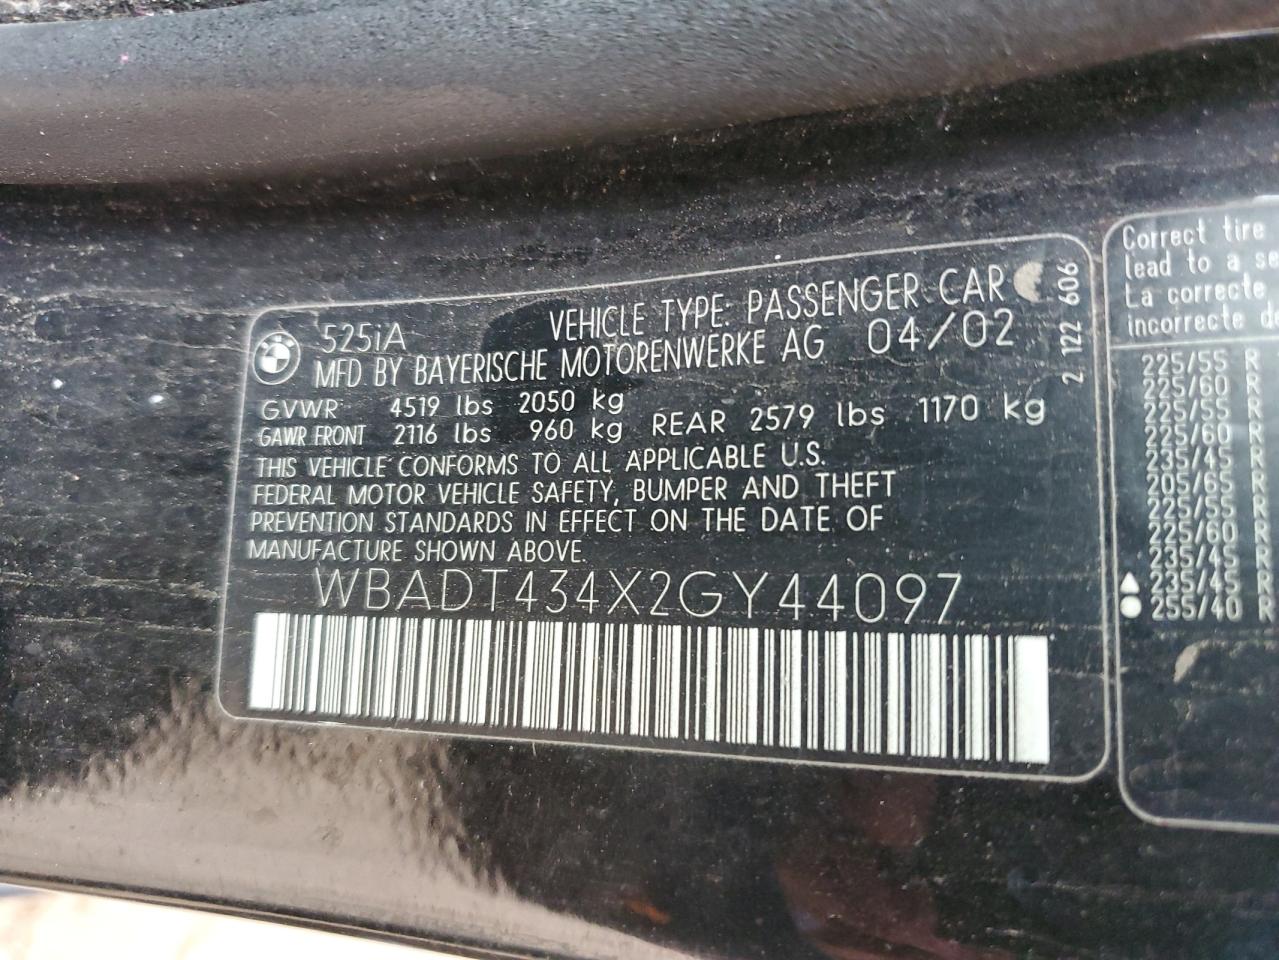 525iA VEHICLE TYPE: PASSENGER CAR
MFD BY BAYERISCHE MOTORENWERKE AG 04/02
GVWR 4519 lbs 2050 kg
GAWR FRONT 2116 lbs 960 kg REAR 2579 lbs 1170 kg
THIS VEHICLE CONFORMS TO ALL APPLICABLE U.S.
FEDERAL MOTOR VEHICLE SAFETY, BUMPER AND THEFT
PREVENTION STANDARDS IN EFFECT ON THE DATE OF
MANUFACTURE SHOWN ABOVE.
WBADT434X2GY44097
2 122 606
Correct tire
lead to a se
La correcte
incorrecte d
225/55 R
225/60 R
225/55 R
225/60 R
235/45 R
205/65 R
225/55 R
225/60 R
235/45 R
235/45 R
255/40 R